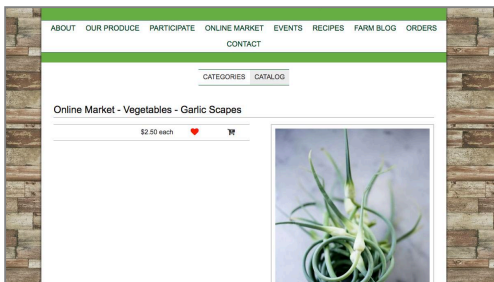 ABOUT OUR PRODUCE PARTICIPATE ONLINE MARKET EVENTS RECIPES FARM BLOG ORDERS
CONTACT
CATEGORIES CATALOG
Online Market - Vegetables - Garlic Scapes
$2.50 each